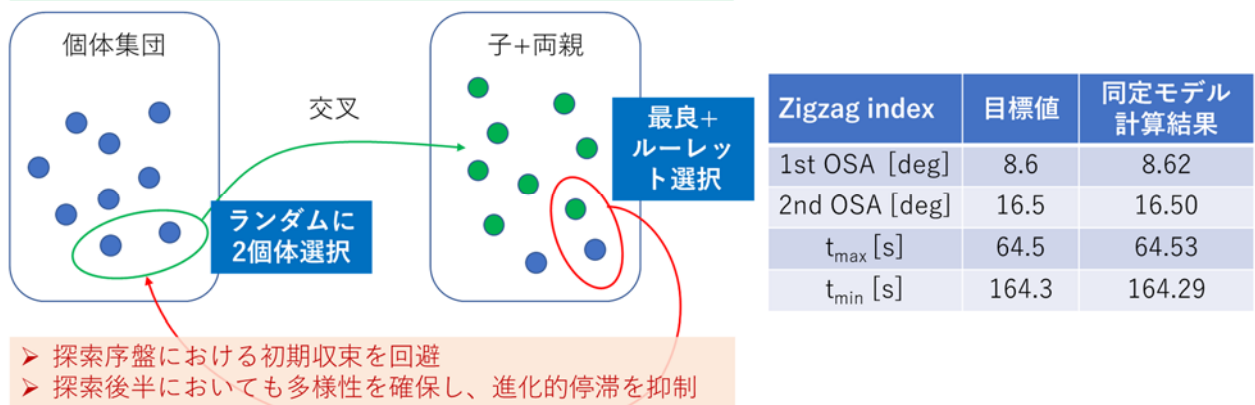 個体集団
交叉
ランダムに
2個体選択
子+両親
最良+
ルーレッ
ト選択
➢ 探索序盤における初期収束を回避
➢ 探索後半においても多様性を確保し、進化的停滞を抑制
Zigzag index 目標値 同定モデル
計算結果
1st OSA [deg] 8.6 8.62
2nd OSA [deg] 16.5 16.50
tmax [s] 64.5 64.53
tmin [s] 164.3 164.29